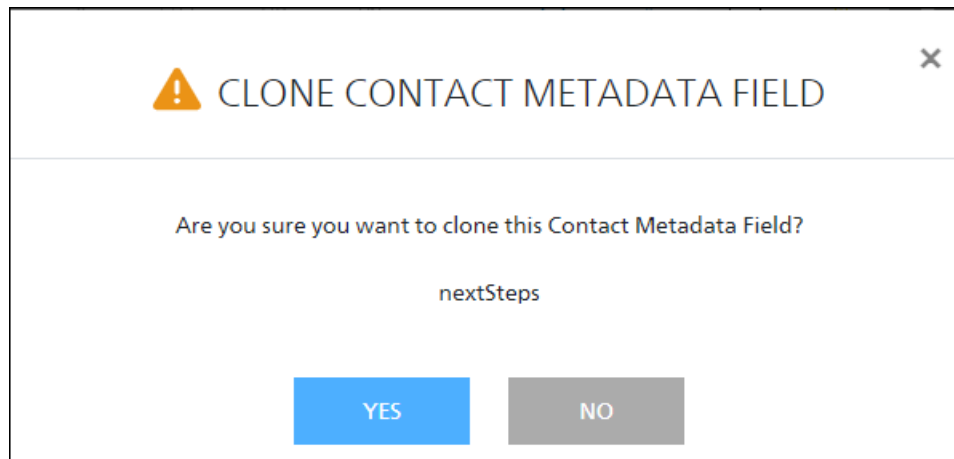 CLONE CONTACT METADATA FIELD
Are you sure you want to clone this Contact Metadata Field?
nextSteps
YES NO